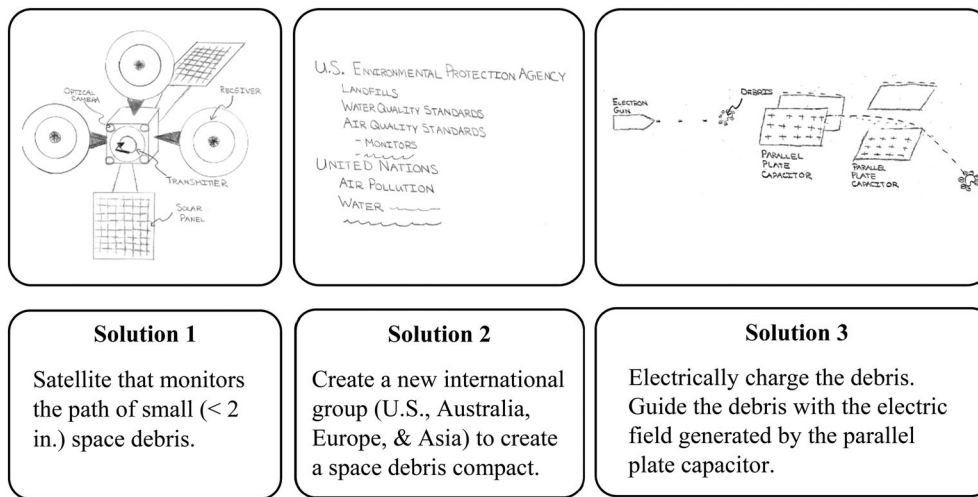 OPTICAL
CAMERA
RECEIVER
TRANSMITTER
SOLAR
PANEL
U.S. ENVIRONMENTAL PROTECTION AGENCY
LANDFILLS
WATER QUALITY STANDARDS
AIR QUALITY STANDARDS
- MONITORS
UNITED NATIONS
AIR POLLUTION
WATER
ELECTRON
GUN
DEBRIS
PARALLEL
PLATE
CAPACITOR
PARALLEL
PLATE
CAPACITOR
Solution 1
Satellite that monitors
the path of small (< 2
in.) space debris.
Solution 2
Create a new international
group (U.S., Australia,
Europe, & Asia) to create
a space debris compact.
Solution 3
Electrically charge the debris.
Guide the debris with the electric
field generated by the parallel
plate capacitor.